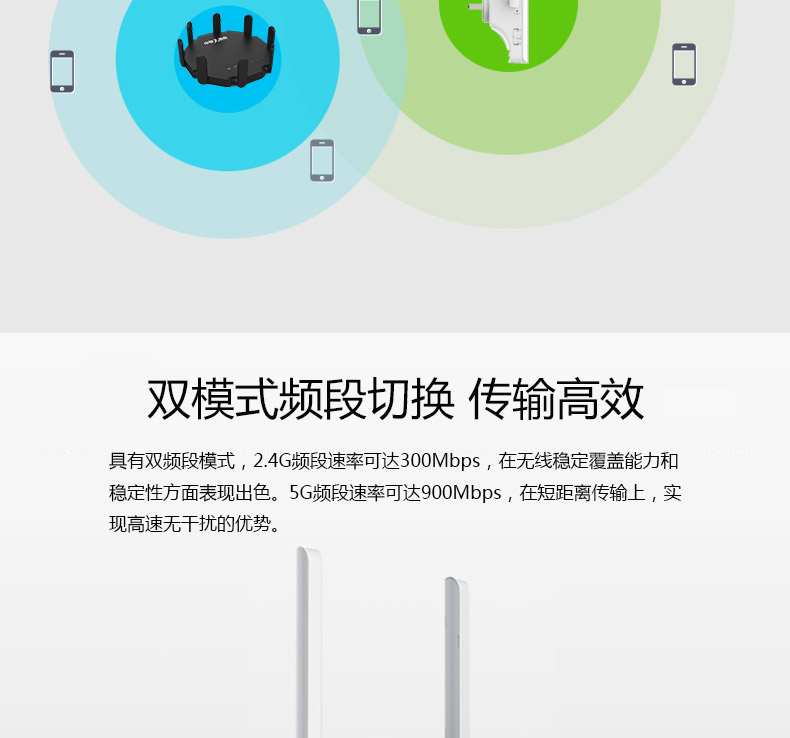 双模式频段切换 传输高效
具有双频段模式，2.4G频段速率可达300Mbps，在无线稳定覆盖能力和
稳定性方面表现出色。5G频段速率可达900Mbps，在短距离传输上，实
现高速无干扰的优势。